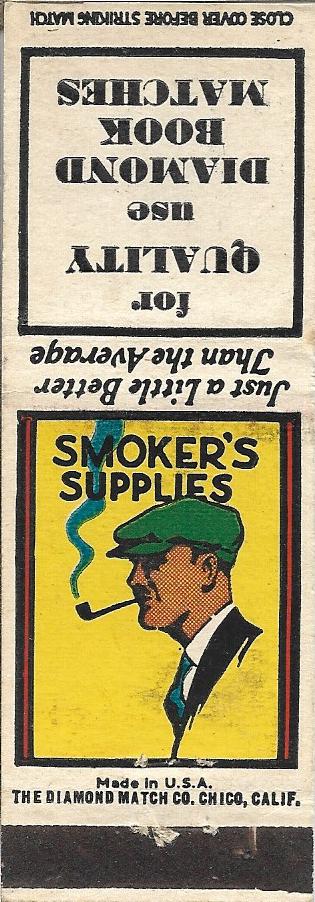 SMOKER'S
SUPPLIES
Made In U.S.A.
THE DIAMOND MATCH CO. CHICO, CALIF.
Just a Little Better
Than the Average
for
QUALITY
use
DIAMOND
BOOK
MATCHES
CLOSE COVER BEFORE STRIKING MATCH